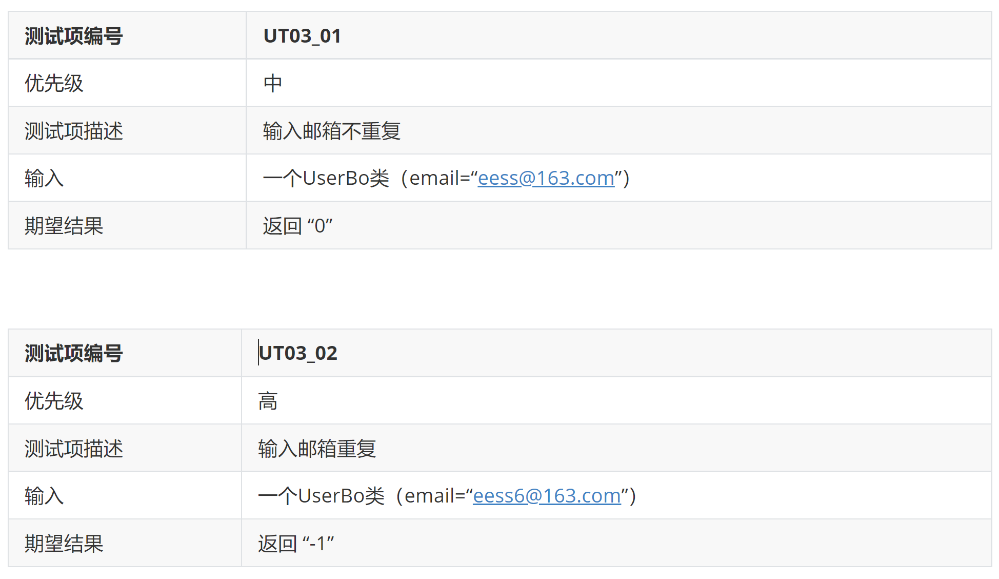 测试项编号 UT03_01
优先级 中
测试项描述 输入邮箱不重复
输入 一个UserBo类（email=“eess@163.com”）
期望结果 返回 “0”
测试项编号 UT03_02
优先级 高
测试项描述 输入邮箱重复
输入 一个UserBo类（email=“eess6@163.com”）
期望结果 返回 “-1”